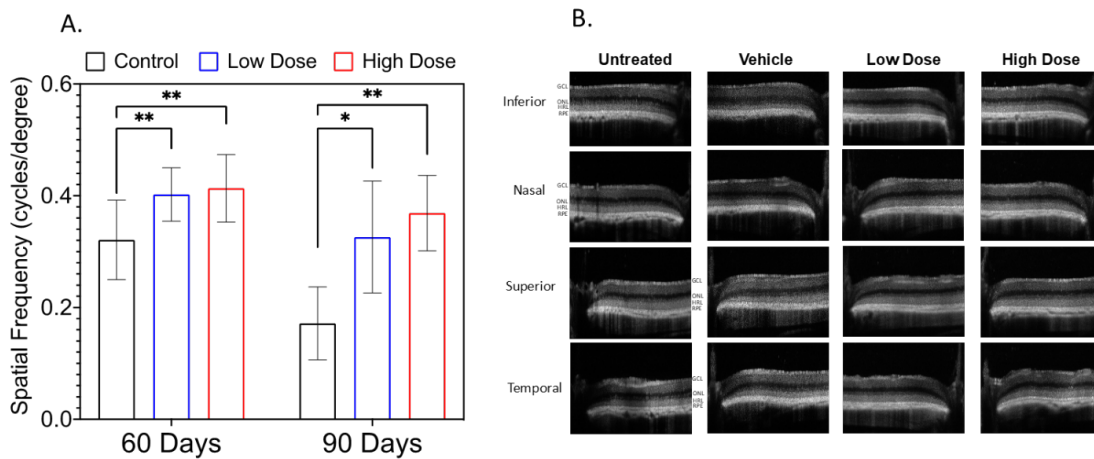 A.
Control Low Dose High Dose
Spatial Frequency (cycles/degree)
0.6
0.4
0.2
0.0
**
**
**
*
60 Days
90 Days
B.
Untreated Vehicle Low Dose High Dose
Inferior
GCL
ONL
HRL
RPE
Nasal
GCL
ONL
HRL
RPE
Superior
GCL
ONL
HRL
RPE
Temporal
GCL
ONL
HRL
RPE